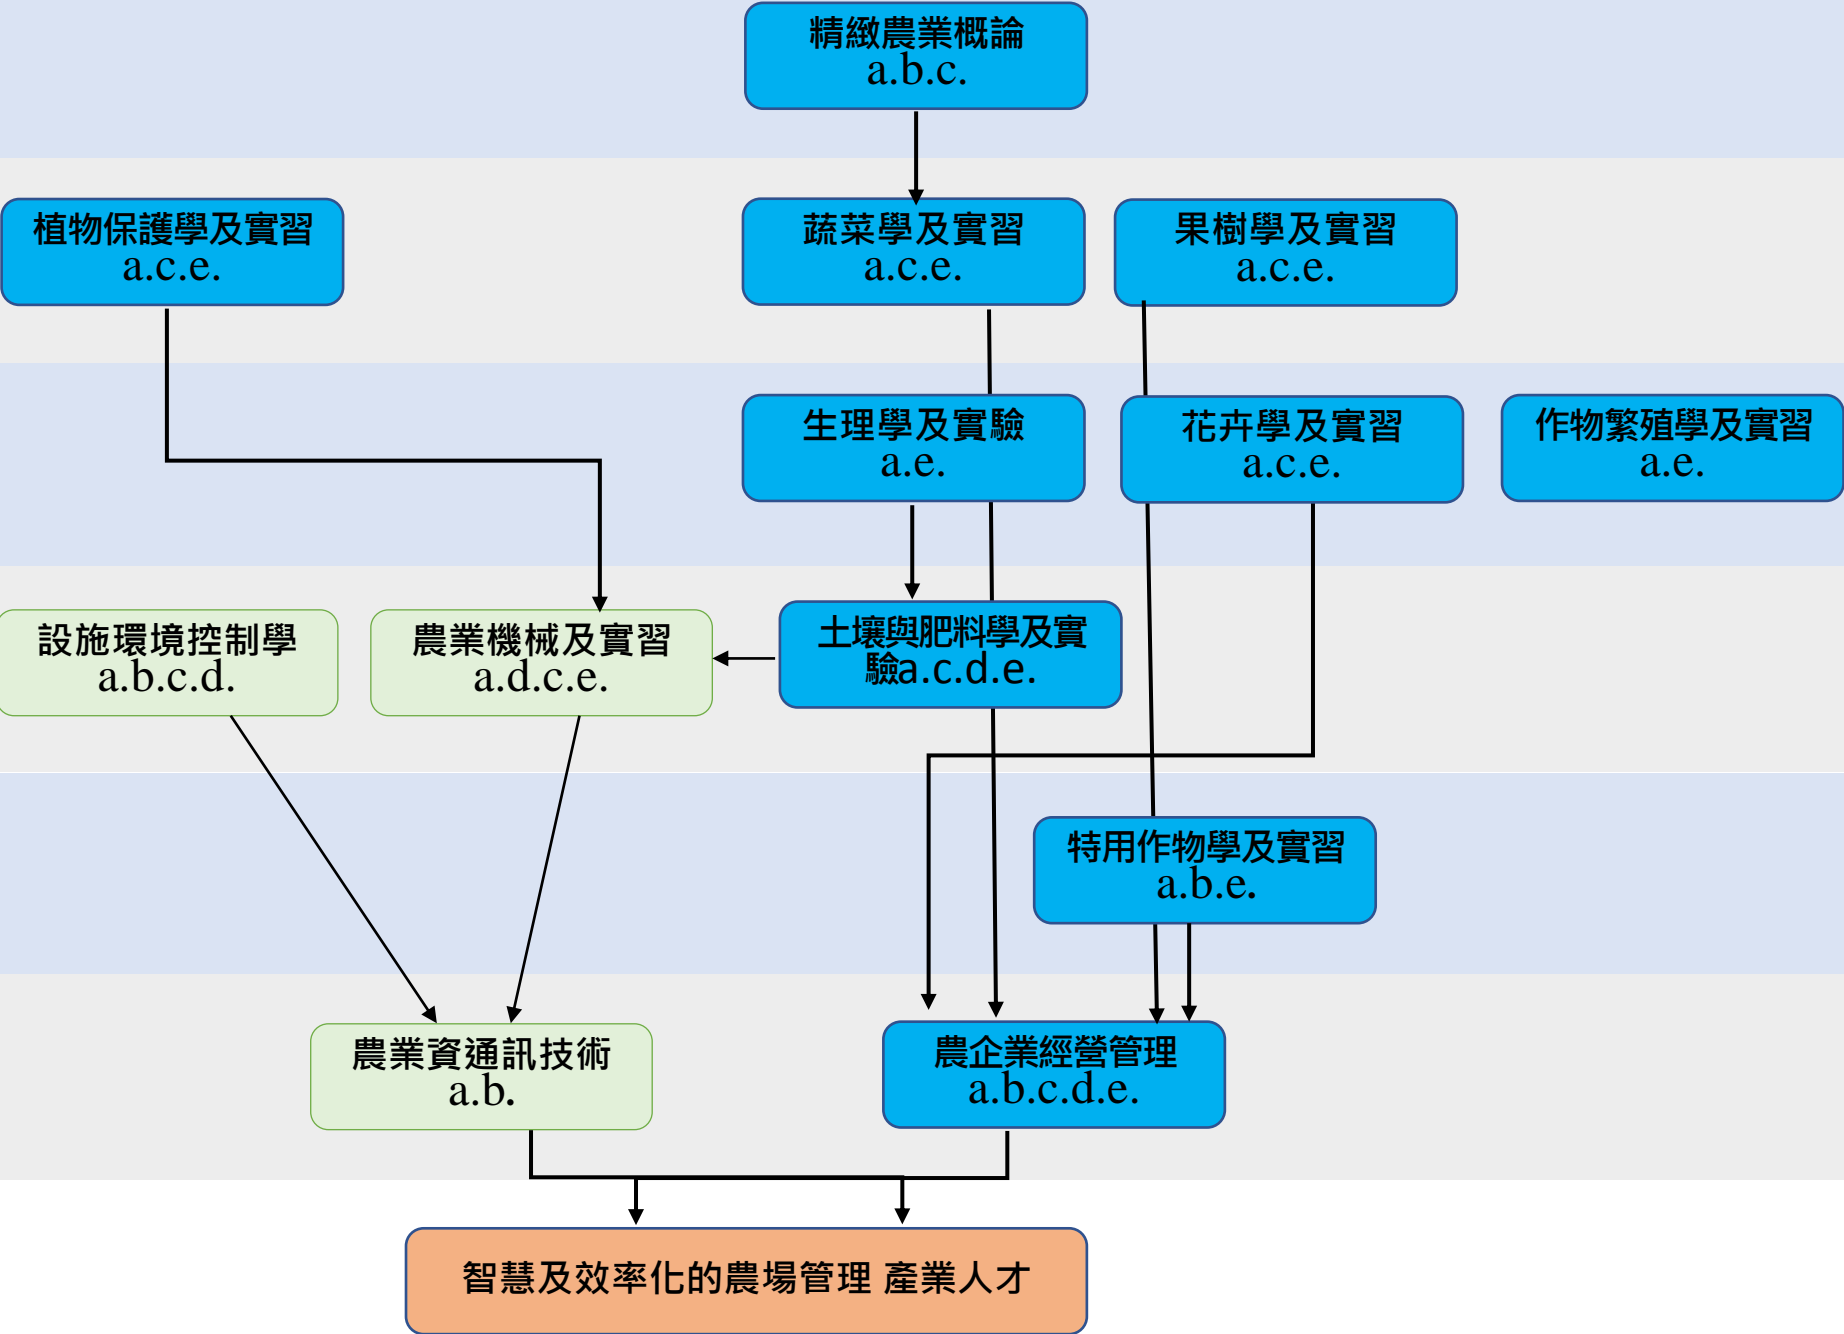 精緻農業概論
a.b.c.
植物保護學及實習
a.c.e.
蔬菜學及實習
a.c.e.
果樹學及實習
a.c.e.
生理學及實驗
a.e.
花卉學及實習
a.c.e.
作物繁殖學及實習
a.e.
設施環境控制學
a.b.c.d.
農業機械及實習
a.d.c.e.
土壤與肥料學及實
驗a.c.d.e.
特用作物學及實習
a.b.e.
農業資通訊技術
a.b.
農企業經營管理
a.b.c.d.e.
智慧及效率化的農場管理 產業人才